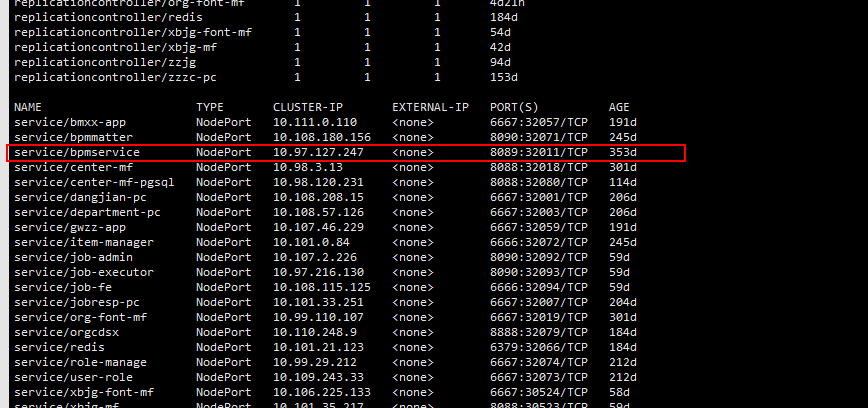 replicationcontroller/org-font-mf 1 1 1 4d21h
replicationcontroller/redis 1 1 1 184d
replicationcontroller/xbjg-font-mf 1 1 1 54d
replicationcontroller/xbjg-mf 1 1 1 42d
replicationcontroller/zzjg 1 1 1 94d
replicationcontroller/zzzc-pc 1 1 1 153d
NAME TYPE CLUSTER-IP EXTERNAL-IP PORT(S) AGE
service/bmxx-app NodePort 10.111.0.110 <none> 6667:32057/TCP 191d
service/bpmmatter NodePort 10.108.180.156 <none> 8090:32071/TCP 245d
service/bpmservice NodePort 10.97.127.247 <none> 8089:32011/TCP 353d
service/center-mf NodePort 10.98.3.13 <none> 8088:32018/TCP 301d
service/center-mf-pgsql NodePort 10.98.120.231 <none> 8088:32080/TCP 114d
service/dangjian-pc NodePort 10.108.208.15 <none> 6667:32001/TCP 206d
service/department-pc NodePort 10.108.57.126 <none> 6667:32003/TCP 206d
service/gwzz-app NodePort 10.107.46.229 <none> 6667:32059/TCP 191d
service/item-manager NodePort 10.101.0.84 <none> 6666:32072/TCP 245d
service/job-admin NodePort 10.107.2.226 <none> 8090:32092/TCP 59d
service/job-executor NodePort 10.97.216.130 <none> 8090:32093/TCP 59d
service/job-fe NodePort 10.108.115.125 <none> 6666:32094/TCP 59d
service/jobresp-pc NodePort 10.101.33.251 <none> 6667:32007/TCP 204d
service/org-font-mf NodePort 10.99.110.107 <none> 6667:32019/TCP 301d
service/orgcdsx NodePort 10.110.248.9 <none> 8888:32079/TCP 184d
service/redis NodePort 10.101.21.123 <none> 6379:32066/TCP 184d
service/role-manage NodePort 10.99.29.212 <none> 6667:32074/TCP 212d
service/user-role NodePort 10.109.243.33 <none> 6667:32073/TCP 212d
service/xbjg-font-mf NodePort 10.106.225.133 <none> 6667:30524/TCP 58d
service/xbjg-mf NodePort 10.101.35.217 <none> 8088:30523/TCP 59d